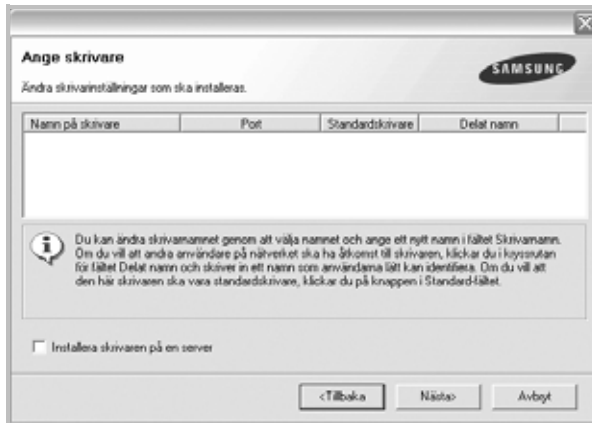 Ange skrivare
SAMSUNG
Ändra skrivarinställningar som ska installeras.
Namn på skrivare Port Standardskrivare Delat namn
Du kan ändra skrivarnamnet genom att välja namnet och ange ett nytt namn i fältet Skrivarnamn.
Om du vill att andra användare på nätverket ska ha åtkomst till skrivaren, klickar du i kryssrutan
för fältet Delat namn och skriver in ett namn som användarna lätt kan identifiera. Om du vill att
den här skrivaren ska vara standardskrivare, klickar du på knappen i Standard-fältet.
Installera skrivaren på en server
<Tillbaka Nästa> Avbryt